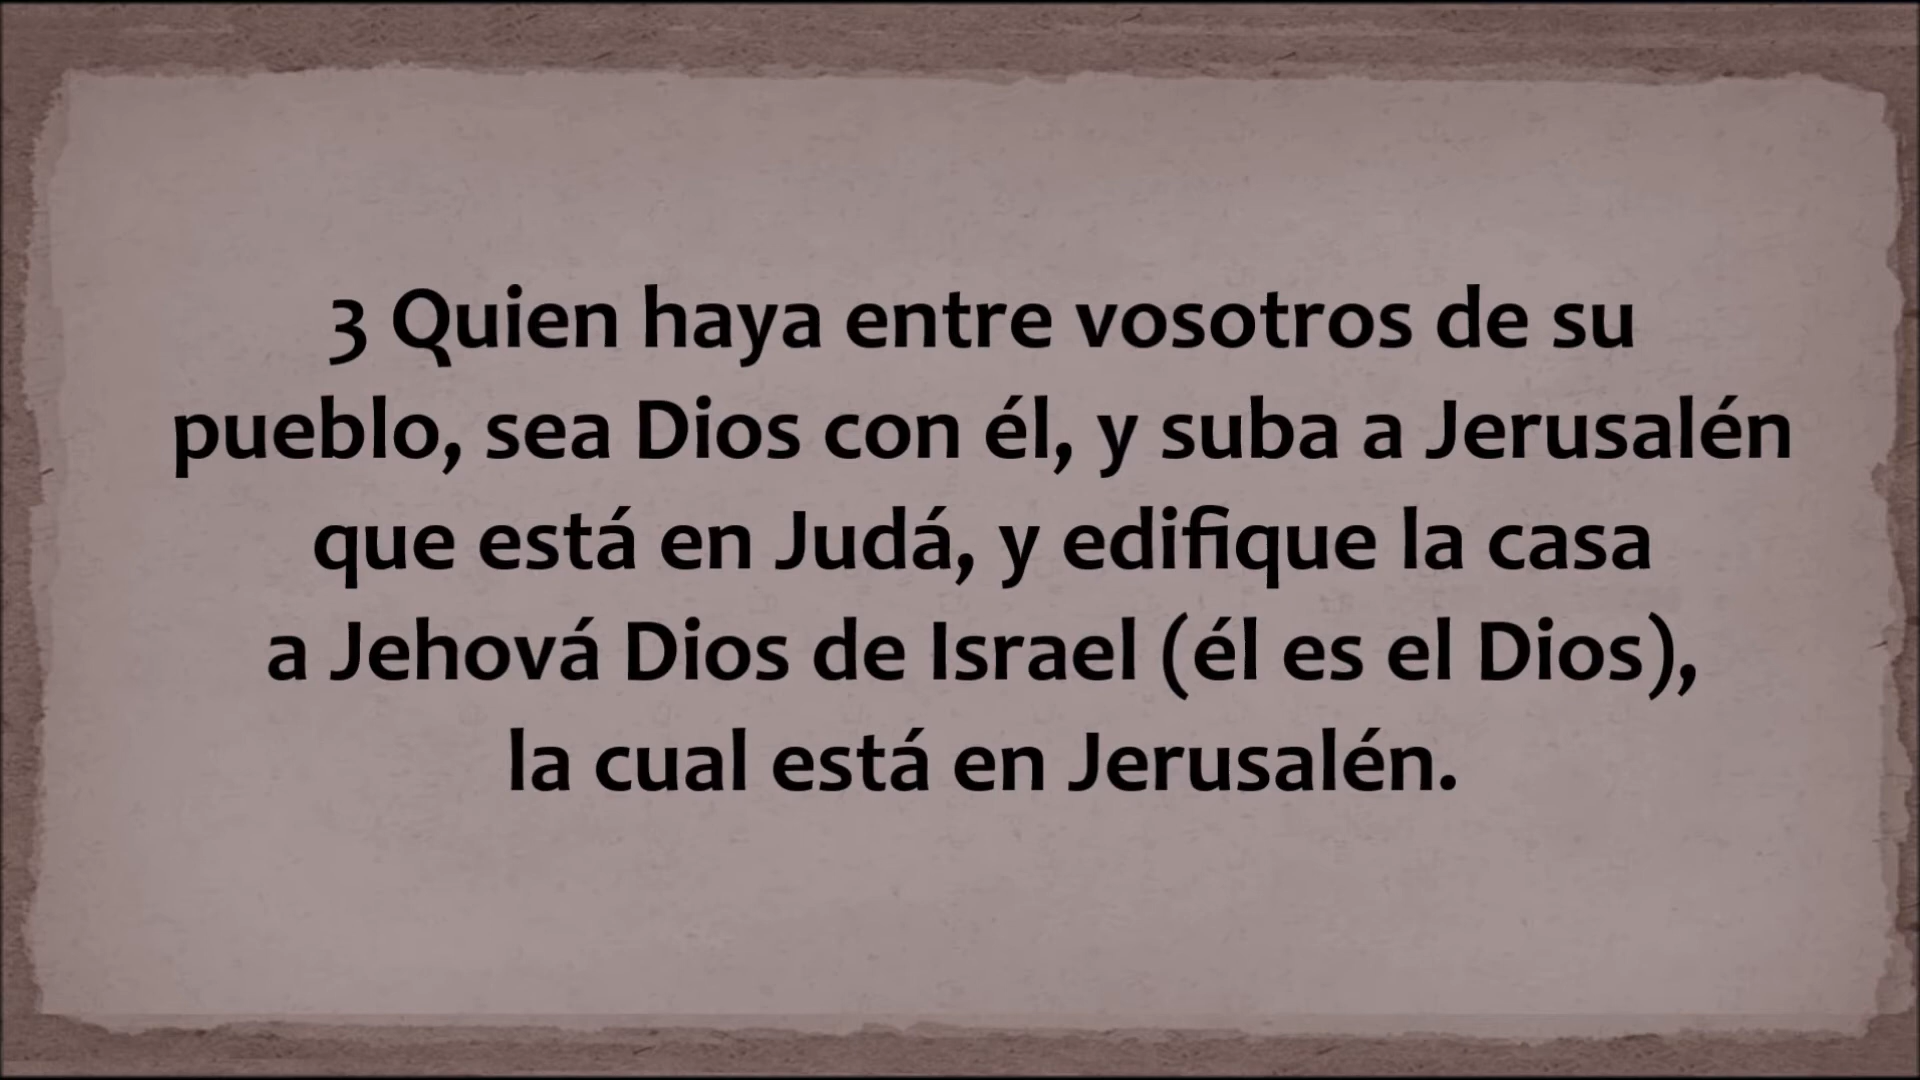 3 Quien haya entre vosotros de su
pueblo, sea Dios con él, y suba a Jerusalén
que está en Judá, y edifique la casa
a Jehová Dios de Israel (él es el Dios),
la cual está en Jerusalén.